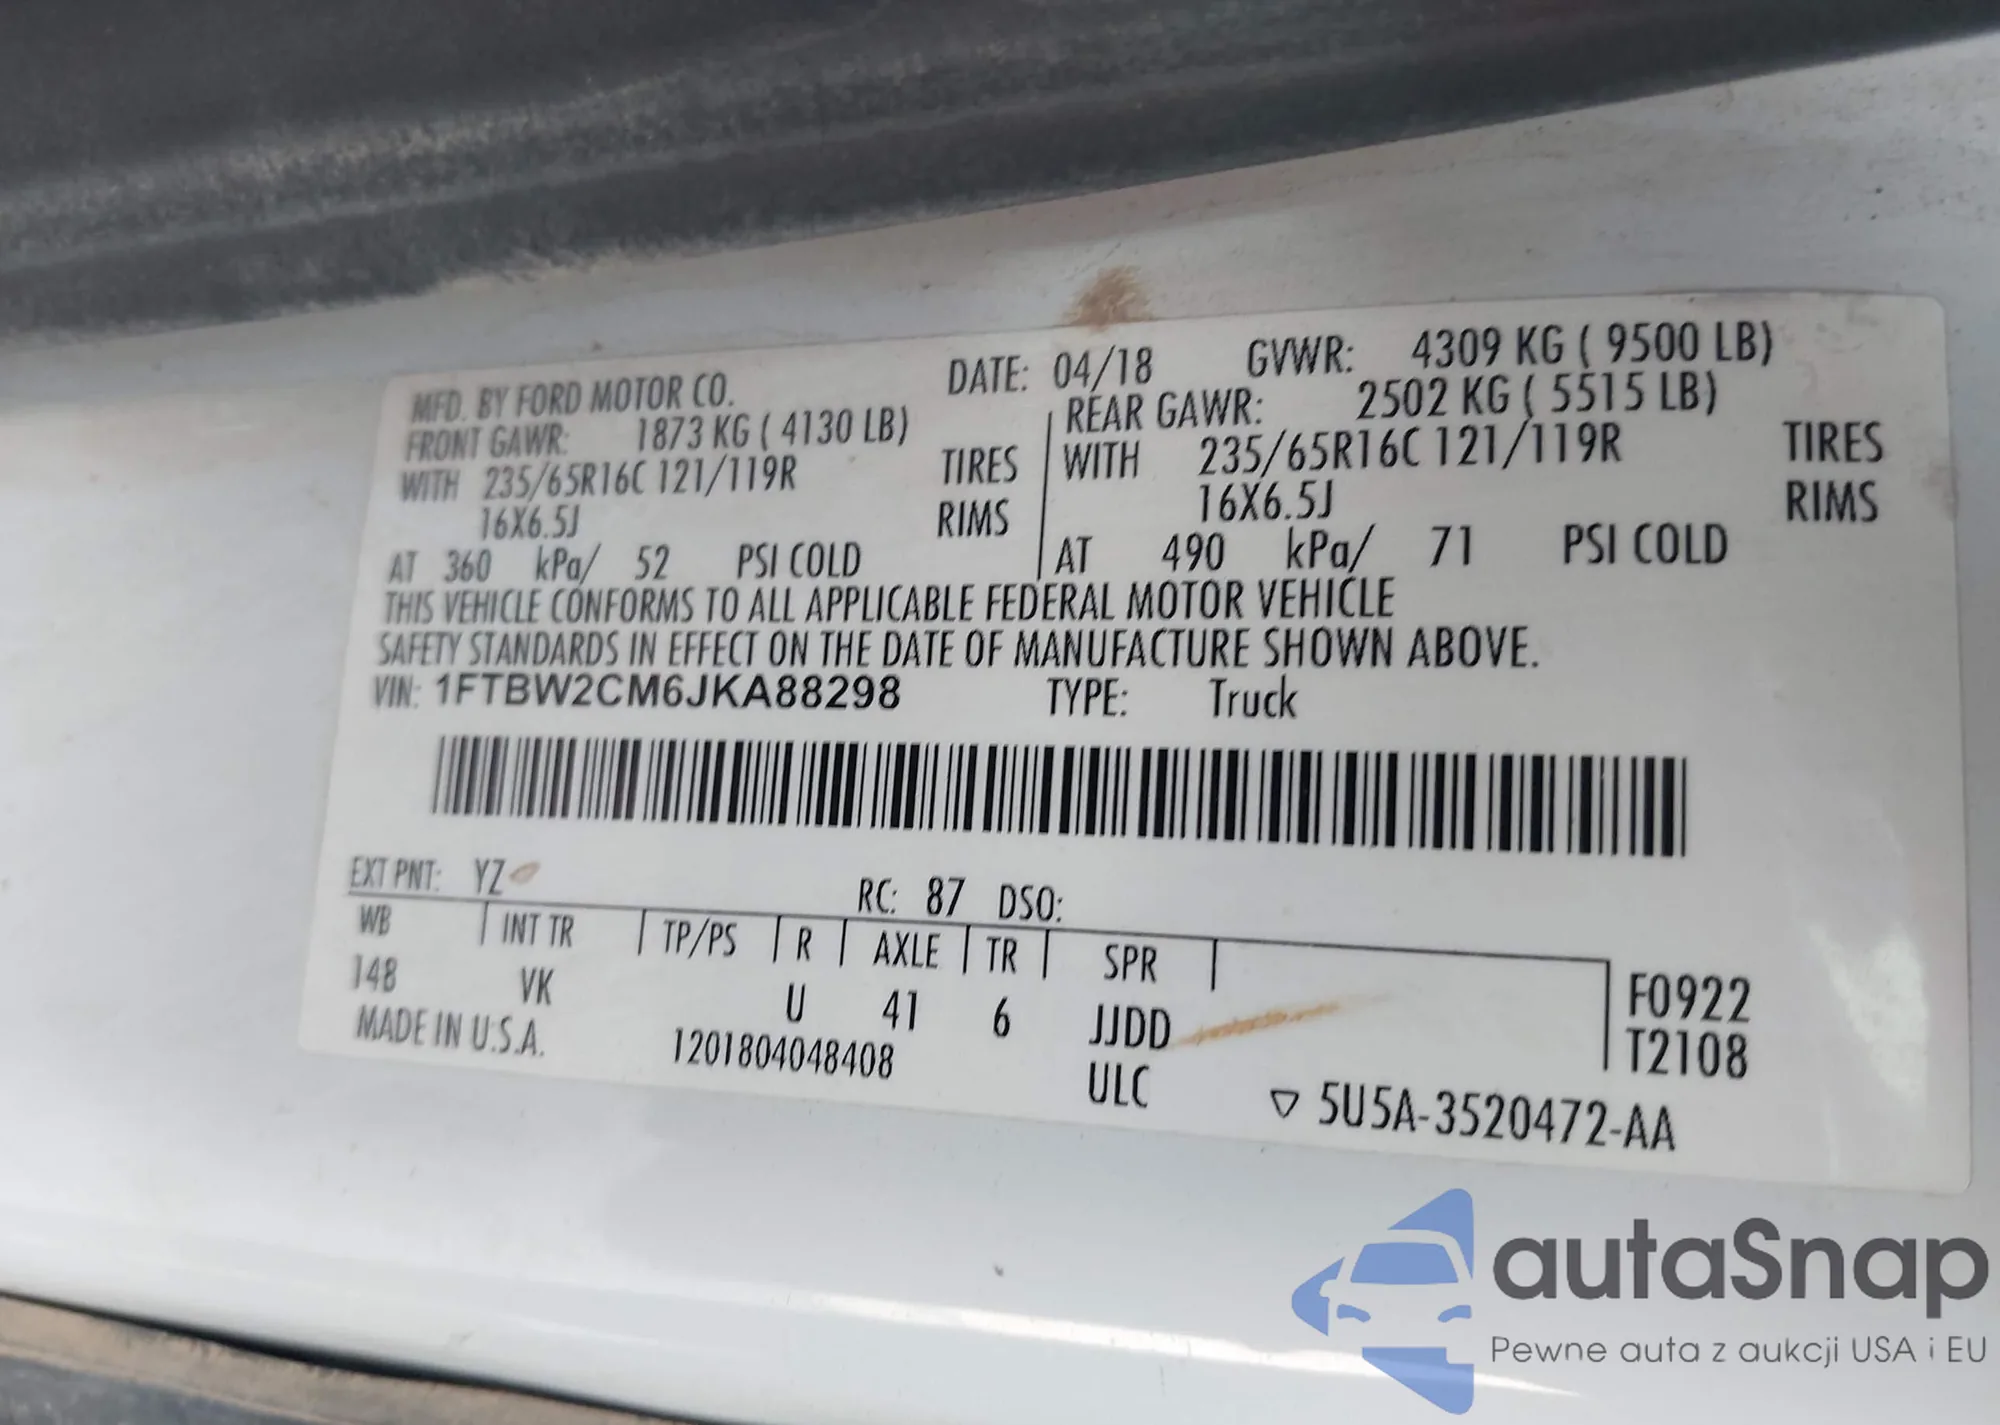 MFD. BY FORD MOTOR CO. DATE: 04/18 GVWR: 4309 KG ( 9500 LB)
FRONT GAWR: 1873 KG ( 4130 LB) REAR GAWR: 2502 KG ( 5515 LB)
WITH 235/65R16C 121/119R TIRES WITH 235/65R16C 121/119R TIRES
16X6.5J RIMS 16X6.5J RIMS
AT 360 kPa/ 52 PSI COLD AT 490 kPa/ 71 PSI COLD
THIS VEHICLE CONFORMS TO ALL APPLICABLE FEDERAL MOTOR VEHICLE
SAFETY STANDARDS IN EFFECT ON THE DATE OF MANUFACTURE SHOWN ABOVE.
VIN: 1FTBW2CM6JKA88298 TYPE: Truck
EXT PNT: YZ RC: 87 DSO:
WB INT TR TP/PS R AXLE TR SPR
148 VK U 41 6 JJDD F0922
MADE IN U.S.A. 1201804048408 ULC T2108
▽ 5U5A-3520472-AA
autaSnap
Pewne auta z aukcji USA i EU